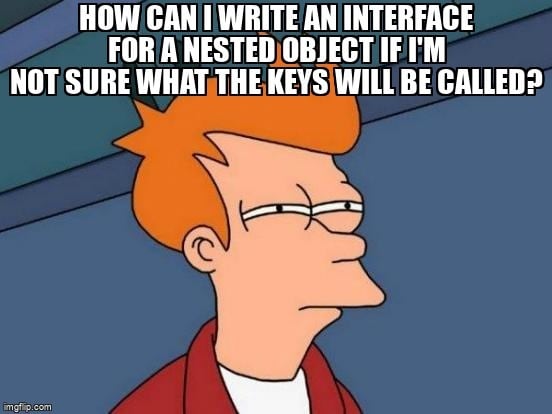 HOW CAN I WRITE AN INTERFACE
FOR A NESTED OBJECT IF I'M
NOT SURE WHAT THE KEYS WILL BE CALLED?
imgflip.com